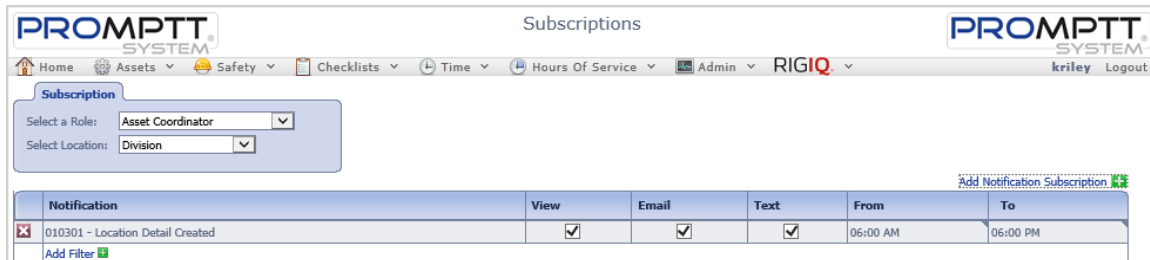 PROMPTT® SYSTEM Subscriptions PROMPTT® SYSTEM
Home Assets Safety Checklists Time Hours Of Service Admin RIGIQ. kriley Logout
Subscription
Select a Role: Asset Coordinator
Select Location: Division
Add Notification Subscription
Notification View Email Text From To
010301 - Location Detail Created 06:00 AM 06:00 PM
Add Filter